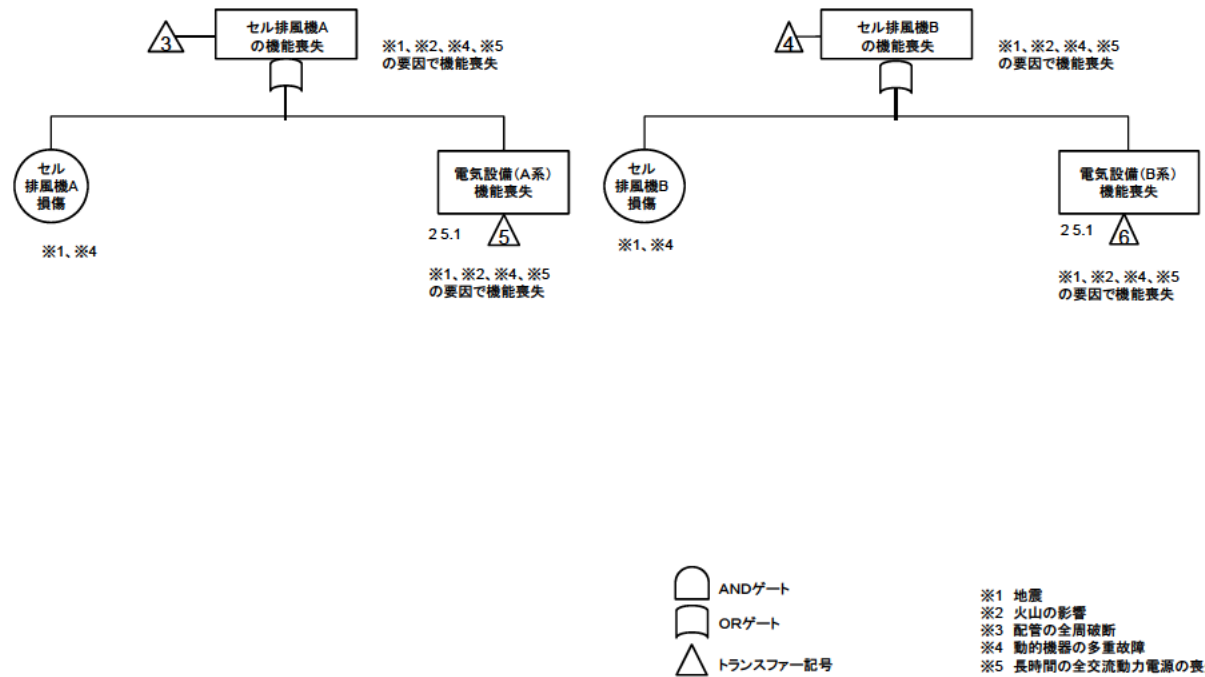 3
セル排風機A
の機能喪失
※1、※2、※4、※5
の要因で機能喪失
セル
排風機A
損傷
※1、※4
電気設備(A系)
機能喪失
2 5.1
5
※1、※2、※4、※5
の要因で機能喪失
4
セル排風機B
の機能喪失
※1、※2、※4、※5
の要因で機能喪失
セル
排風機B
損傷
※1、※4
電気設備(B系)
機能喪失
2 5.1
6
※1、※2、※4、※5
の要因で機能喪失
ANDゲート
ORゲート
トランスファー記号
※1 地震
※2 火山の影響
※3 配管の全周破断
※4 動的機器の多重故障
※5 長時間の全交流動力電源の喪